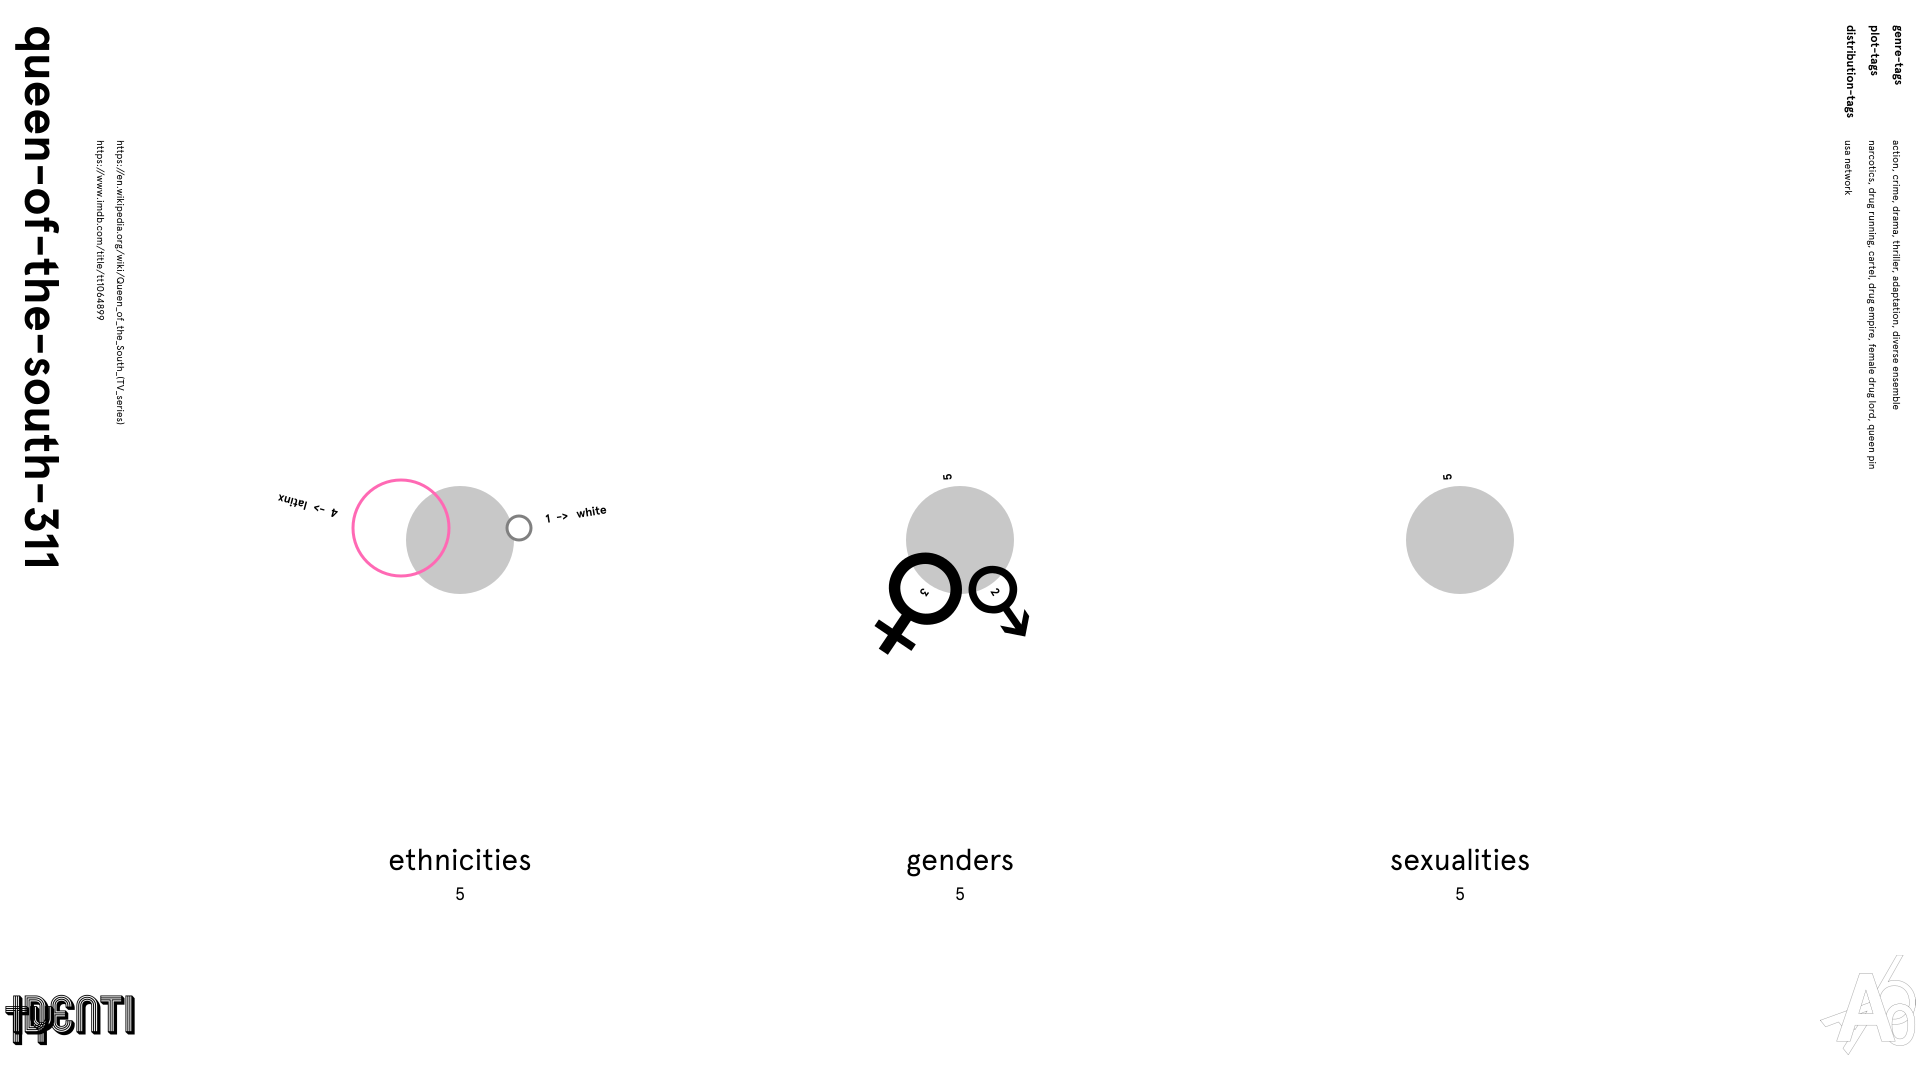 queen-of-the-south-311
https://en.wikipedia.org/wiki/Queen_of_the_South_(TV_series)
https://www.imdb.com/title/tt1064899
genre-tags
action, crime, drama, thriller, adaptation, diverse ensemble
plot-tags
narcotics, drug running, cartel, drug empire, female drug lord, queen pin
distribution-tags
usa network
4 -> latinx
1 -> white
5
3
2
5
ethnicities
5
genders
5
sexualities
5
IDENTI